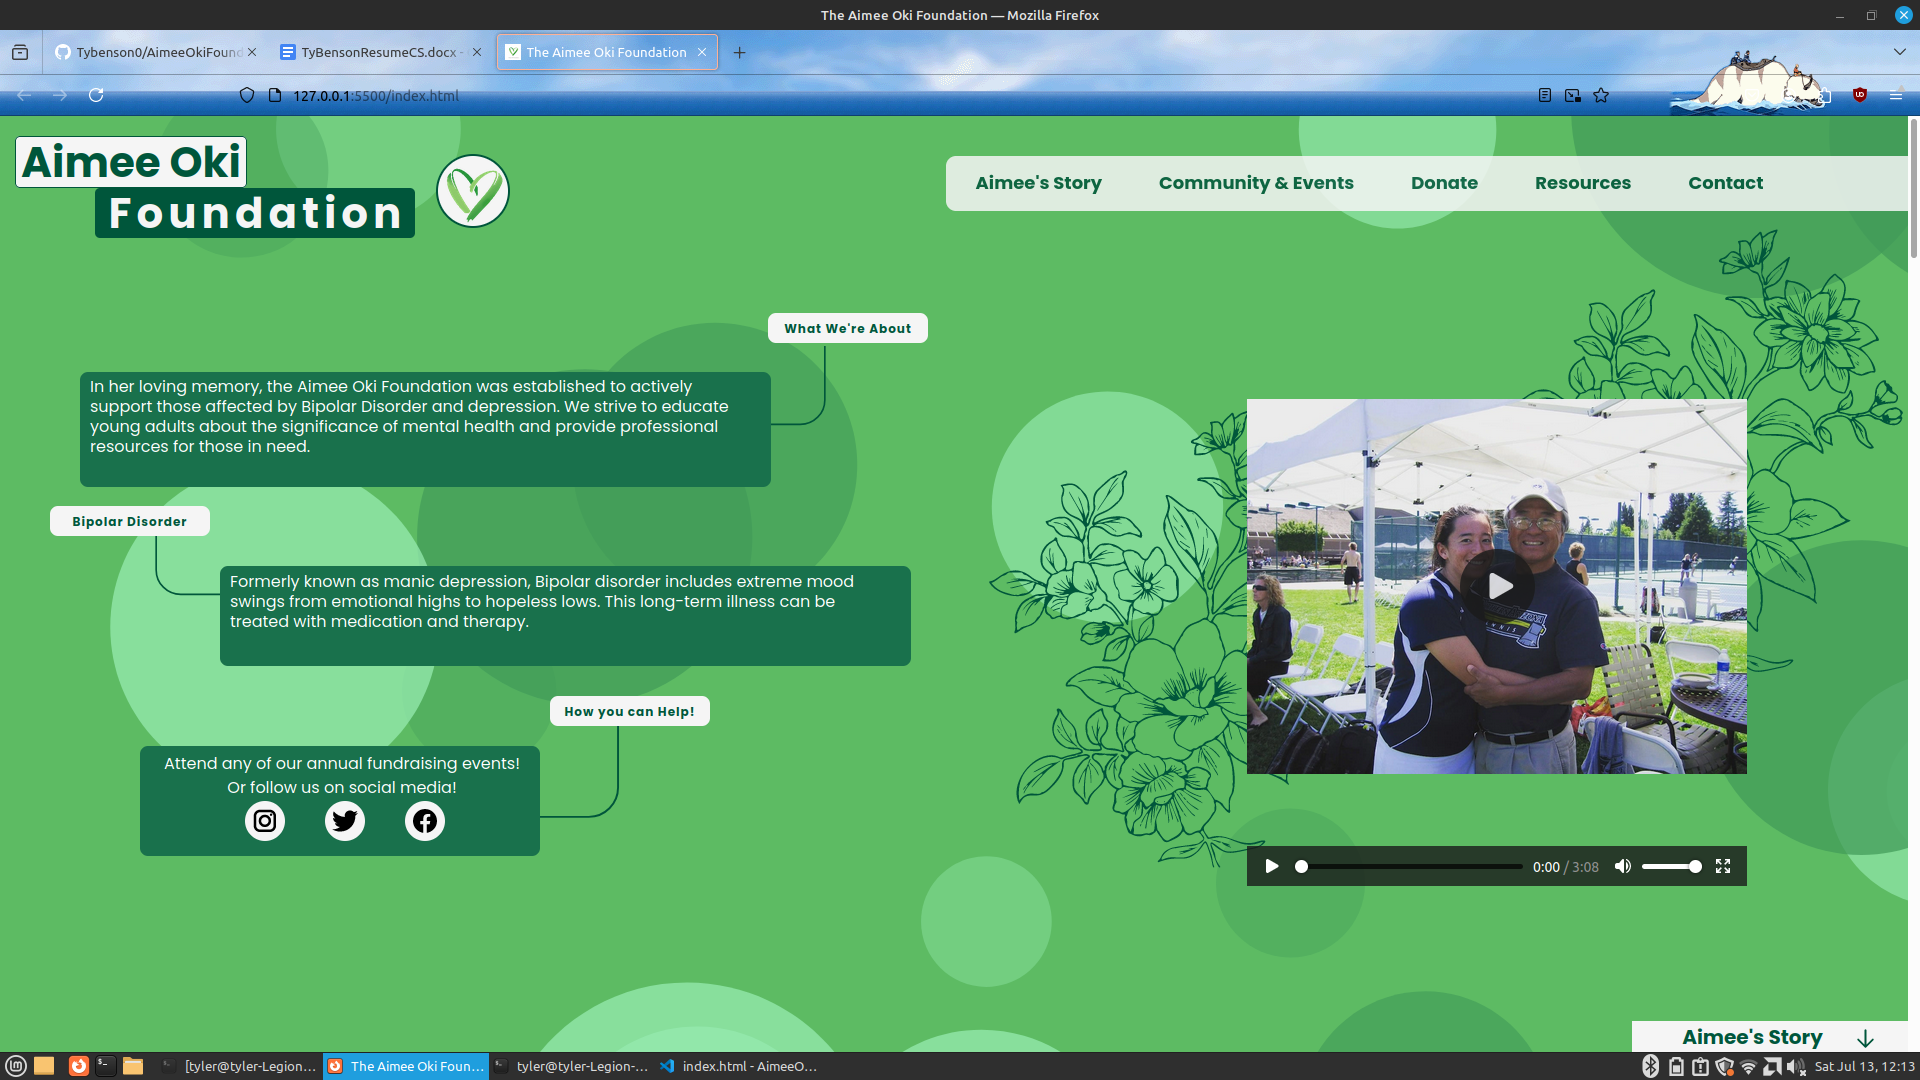 The Aimee Oki Foundation — Mozilla Firefox
Tybenson0/AimeeOkiFound
TyBensonResumeCS.docx -
The Aimee Oki Foundation
127.0.0.1:5500/index.html
Aimee Oki
Foundation
Aimee's Story
Community & Events
Donate
Resources
Contact
What We're About
In her loving memory, the Aimee Oki Foundation was established to actively
support those affected by Bipolar Disorder and depression. We strive to educate
young adults about the significance of mental health and provide professional
resources for those in need.
Bipolar Disorder
Formerly known as manic depression, Bipolar disorder includes extreme mood
swings from emotional highs to hopeless lows. This long-term illness can be
treated with medication and therapy.
How you can Help!
Attend any of our annual fundraising events!
Or follow us on social media!
0:00 / 3:08
Aimee's Story
[tyler@tyler-Legion...
The Aimee Oki Foun...
tyler@tyler-Legion-...
index.html - AimeeO...
Sat Jul 13, 12:13